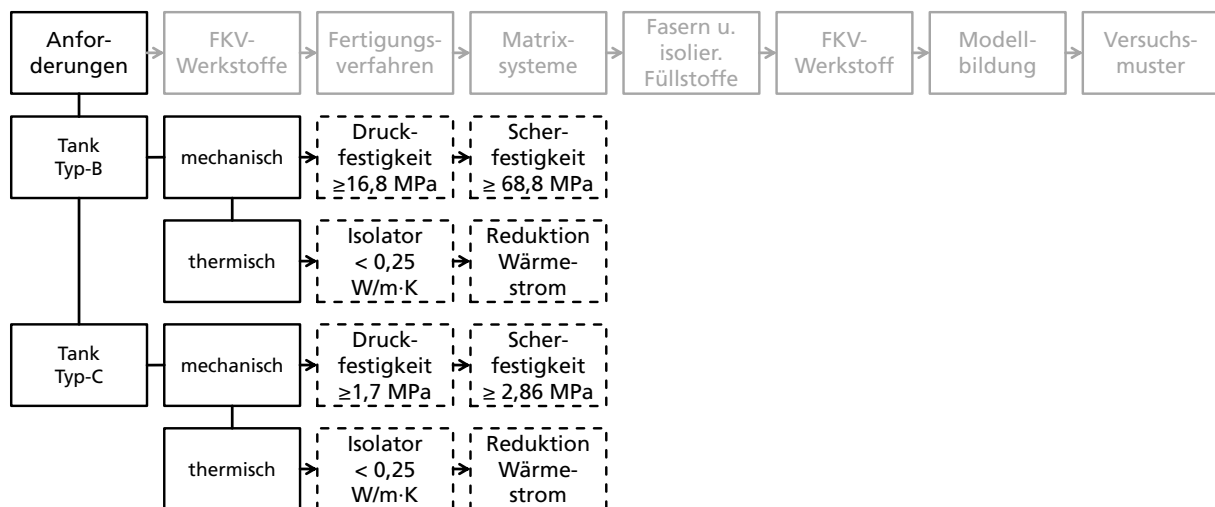 Anfor-
derungen
FKV-
Werkstoffe
Fertigungs-
verfahren
Matrix-
systeme
Fasern u.
isolier.
Füllstoffe
FKV-
Werkstoff
Modell-
bildung
Versuchs-
muster
Tank
Typ-B
mechanisch
Druck-
festigkeit
≥16,8 MPa
Scher-
festigkeit
≥ 68,8 MPa
thermisch
Isolator
< 0,25
W/m·K
Reduktion
Wärme-
strom
Tank
Typ-C
mechanisch
Druck-
festigkeit
≥1,7 MPa
Scher-
festigkeit
≥ 2,86 MPa
thermisch
Isolator
< 0,25
W/m·K
Reduktion
Wärme-
strom